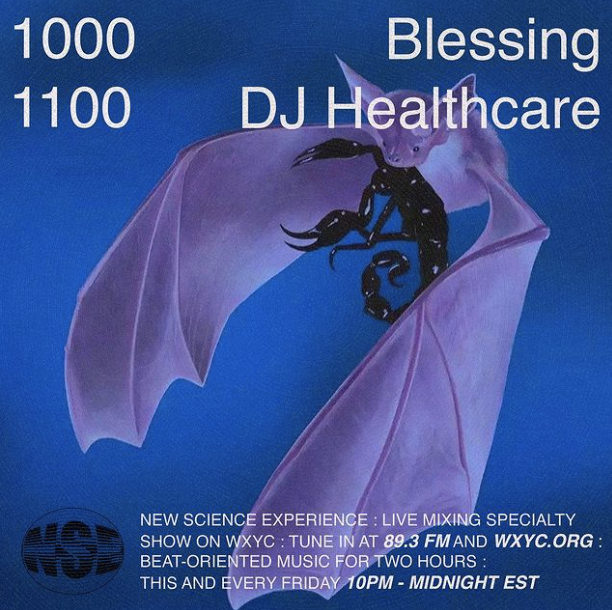 1000 Blessing
1100 DJ Healthcare
NEW SCIENCE EXPERIENCE : LIVE MIXING SPECIALTY
SHOW ON WXYC : TUNE IN AT 89.3 FM AND WXYC.ORG :
BEAT-ORIENTED MUSIC FOR TWO HOURS :
THIS AND EVERY FRIDAY 10PM - MIDNIGHT EST